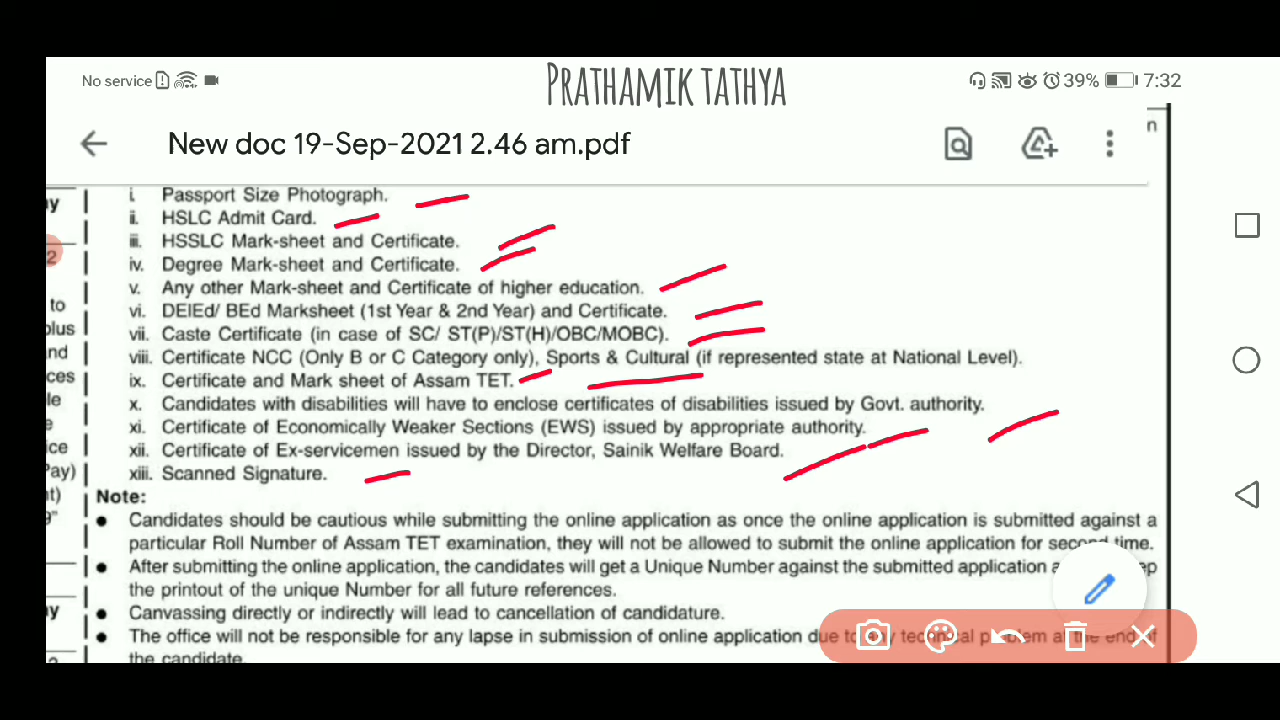 No service
PRATHAMIK TATHYA
39%
7:32
New doc 19-Sep-2021 2.46 am.pdf
n
i. Passport Size Photograph.
ii. HSLC Admit Card.
iii. HSSLC Mark-sheet and Certificate.
iv. Degree Mark-sheet and Certificate.
v. Any other Mark-sheet and Certificate of higher education.
vi. DElEd/ BEd Marksheet (1st Year & 2nd Year) and Certificate.
vii. Caste Certificate (in case of SC/ ST(P)/ST(H)/OBC/MOBC).
viii. Certificate NCC (Only B or C Category only), Sports & Cultural (if represented state at National Level).
ix. Certificate and Mark sheet of Assam TET.
x. Candidates with disabilities will have to enclose certificates of disabilities issued by Govt. authority.
xi. Certificate of Economically Weaker Sections (EWS) issued by appropriate authority.
xii. Certificate of Ex-servicemen issued by the Director, Sainik Welfare Board.
xiii. Scanned Signature.
Note:
● Candidates should be cautious while submitting the online application as once the online application is submitted against a
particular Roll Number of Assam TET examination, they will not be allowed to submit the online application for second time.
● After submitting the online application, the candidates will get a Unique Number against the submitted application
the printout of the unique Number for all future references.
● Canvassing directly or indirectly will lead to cancellation of candidature.
● The office will not be responsible for any lapse in submission of online application due to any technical problem at the end of
the candidate.